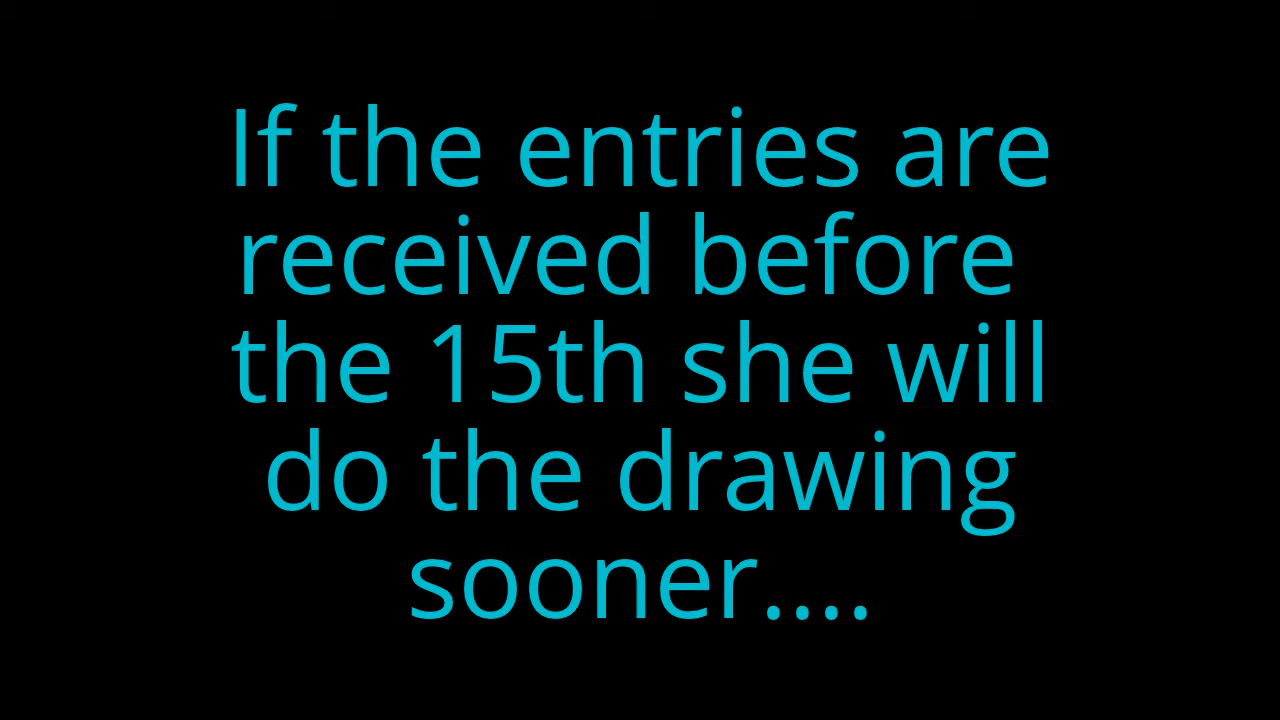 If the entries are
received before
the 15th she will
do the drawing
sooner....